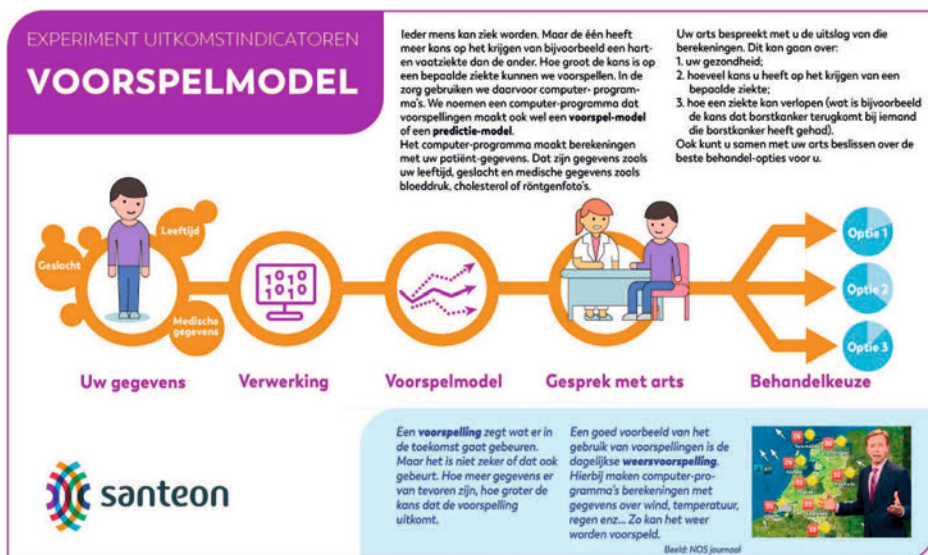 EXPERIMENT UITKOMSTINDICATOREN
VOORSPELMODEL
Ieder mens kan ziek worden. Maar de één heeft
meer kans op het krijgen van bijvoorbeeld een hart-
en vaatziekte dan de ander. Hoe groot de kans is op
een bepaalde ziekte kunnen we voorspellen. In de
zorg gebruiken we daarvoor computer- program-
ma's. We noemen een computer-programma dat
voorspellingen maakt ook wel een voorspel-model
of een predictie-model.
Het computer-programma maakt berekeningen
met uw patiënt-gegevens. Dat zijn gegevens zoals
uw leeftijd, geslacht en medische gegevens zoals
bloeddruk, cholesterol of röntgenfoto's.
Uw arts bespreekt met u de uitslag van die
berekeningen. Dit kan gaan over:
1. uw gezondheid;
2. hoeveel kans u heeft op het krijgen van een
bepaalde ziekte;
3. hoe een ziekte kan verlopen (wat is bijvoorbeeld
de kans dat borstkanker terugkomt bij iemand
die borstkanker heeft gehad).
Ook kunt u samen met uw arts beslissen over de
beste behandel-opties voor u.
Geslacht
Leeftijd
Medische
gegevens
1010
1010
Optie 1
Optie 2
Optie 3
Uw gegevens
Verwerking
Voorspelmodel
Gesprek met arts
Behandelkeuze
santeon
Een voorspelling zegt wat er in
de toekomst gaat gebeuren.
Maar het is niet zeker of dat ook
gebeurt. Hoe meer gegevens er
van tevoren zijn, hoe groter de
kans dat de voorspelling
uitkomt.
Een goed voorbeeld van het
gebruik van voorspellingen is de
dagelijkse weersvoorspelling.
Hierbij maken computer-pro-
gramma's berekeningen met
gegevens over wind, temperatuur,
regen enz... Zo kan het weer
worden voorspeld.
Beeld: NOS journaal